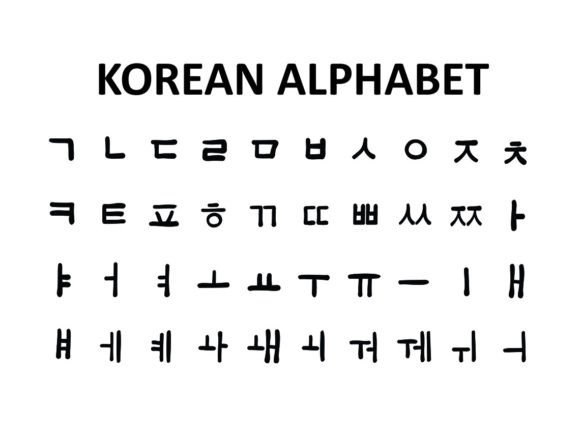 KOREAN ALPHABET
ㄱ ㄴ ㄷ ㄹ ㅁ ㅂ ㅅ ㅇ ㅈ ㅊ
ㅋ ㅌ ㅍ ㅎ ㄲ ㄸ ㅃ ㅆ ㅉ ㅏ
ㅑ ㅓ ㅕ ㅗ ㅛ ㅜ ㅠ ㅡ ㅣ ㅐ
ㅒ ㅔ ㅖ ㅘ ㅙ ㅚ ㅝ ㅞ ㅟ ㅢ